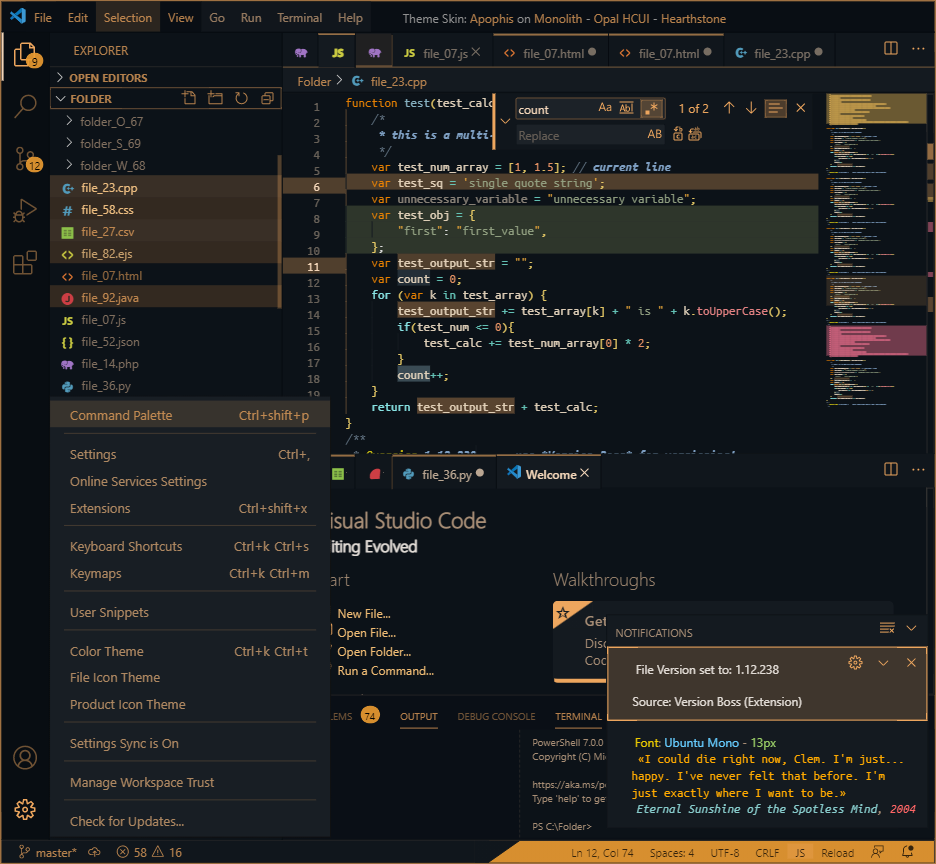 File Edit Selection View Go Run Terminal Help Theme Skin: Apophis on Monolith - Opal HCUI - Hearthstone
9
12
EXPLORER
OPEN EDITORS
FOLDER
folder_O_67
folder_S_69
folder_W_68
file_23.cpp
file_58.css
file_27.csv
file_82.ejs
file_07.html
file_92.java
file_07.js
file_52.json
file_14.php
file_36.py
JS
JS file_07.js
file_07.html
file_07.html
file_23.cpp
Folder > file_23.cpp
count Aa Abl .* 1 of 2
Replace AB
1 function test(test_calc
2 /*
3 * this is a multi-
4 */
5 var test_num_array = [1, 1.5]; // current line
6 var test_sq = 'single quote string';
7 var unnecessary_variable = "unnecessary variable";
8 var test_obj = {
9 "first": "first_value",
10 };
11 var test_output_str = "";
12 var count = 0;
13 for (var k in test_array) {
14 test_output_str += test_array[k] + " is " + k.toUpperCase();
15 if(test_num <= 0){
16 test_calc += test_num_array[0] * 2;
17 }
18 count++;
19 }
return test_output_str + test_calc;
}
/**
Command Palette Ctrl+shift+p
Settings Ctrl+,
Online Services Settings
Extensions Ctrl+shift+x
Keyboard Shortcuts Ctrl+k Ctrl+s
Keymaps Ctrl+k Ctrl+m
User Snippets
Color Theme Ctrl+k Ctrl+t
File Icon Theme
Product Icon Theme
Settings Sync is On
Manage Workspace Trust
Check for Updates...
file_36.py
Welcome
isual Studio Code
iting Evolved
art
New File...
Open File...
Open Folder...
Run a Command...
Walkthroughs
Get
Disc
Coc
LEMS 74 OUTPUT DEBUG CONSOLE TERMINAL
PowerShell 7.0.0
Copyright (C) Mi
https://aka.ms/p
Type 'help' to ge
PS C:\Folder>
NOTIFICATIONS
File Version set to: 1.12.238
Source: Version Boss (Extension)
Font: Ubuntu Mono - 13px
«I could die right now, Clem. I'm just...
happy. I've never felt that before. I'm
just exactly where I want to be.»
Eternal Sunshine of the Spotless Mind, 2004
master* 58 16 Ln 12, Col 74 Spaces: 4 UTF-8 CRLF JS Reload